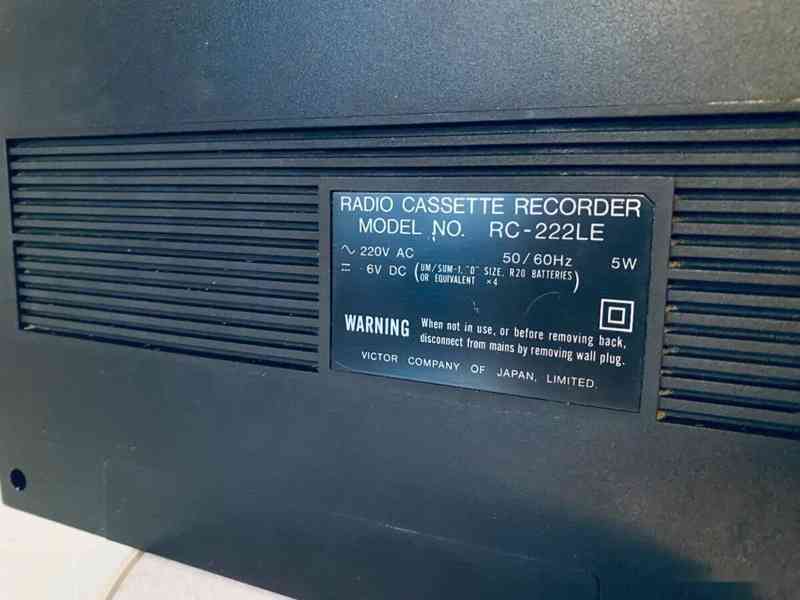 RADIO CASSETTE RECORDER
MODEL NO. RC-222LE
∿ 220V AC 50/60Hz 5W
⎓ 6V DC (UM/SUM-1, "D" SIZE, R20 BATTERIES
OR EQUIVALENT ×4)
WARNING When not in use, or before removing back,
disconnect from mains by removing wall plug.
VICTOR COMPANY OF JAPAN, LIMITED.